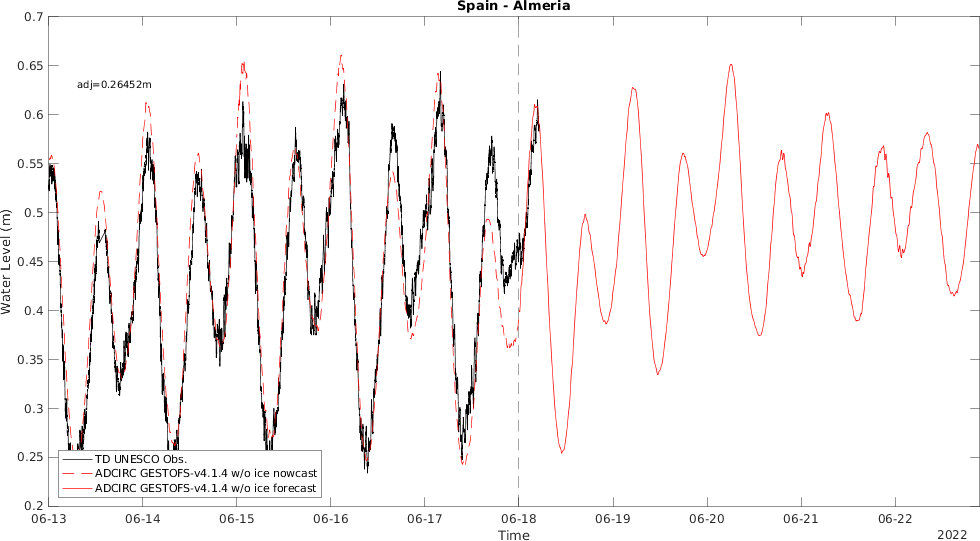 Spain - Almeria
0.7
0.65
0.6
0.55
0.5
0.45
0.4
0.35
0.3
0.25
0.2
Water Level (m)
adj=0.26452m
TD UNESCO Obs.
ADCIRC GESTOFS-v4.1.4 w/o ice nowcast
ADCIRC GESTOFS-v4.1.4 w/o ice forecast
06-13 06-14 06-15 06-16 06-17 06-18 06-19 06-20 06-21 06-22
Time
2022